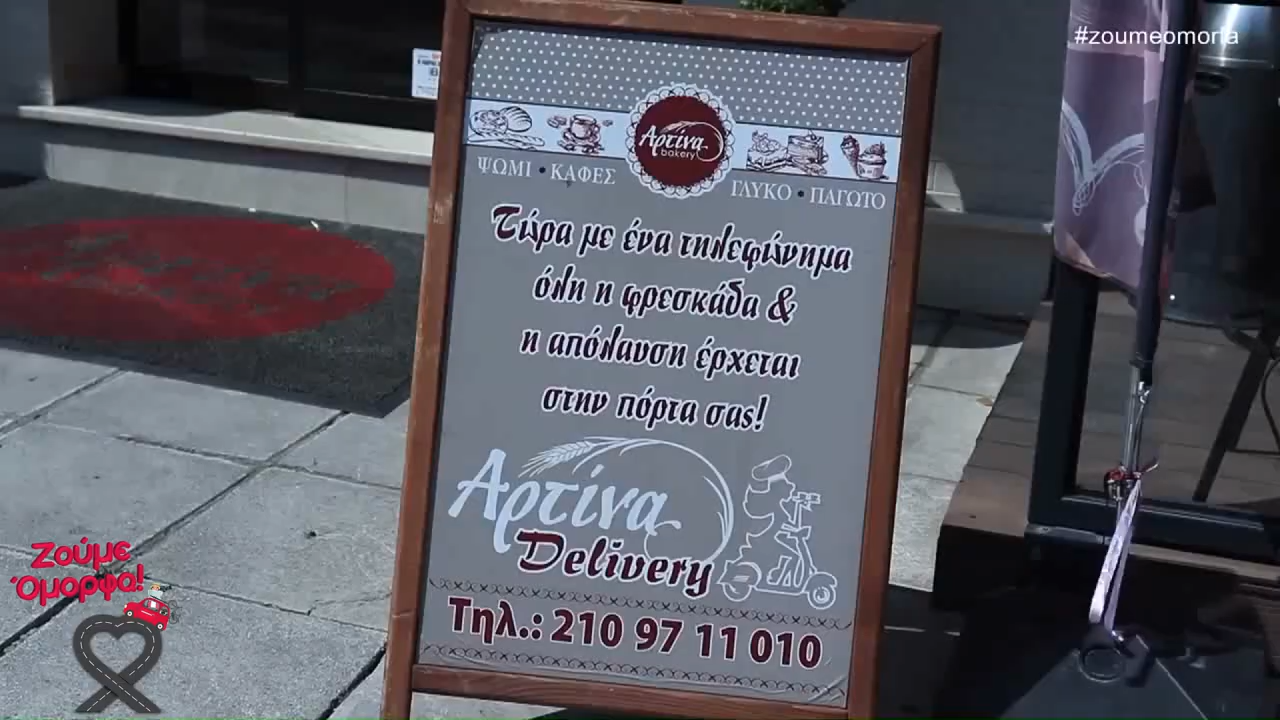 #zoumeomorfa
Αρτίνα
bakery
ΨΩΜΙ • ΚΑΦΕΣ
ΓΛΥΚΟ • ΠΑΓΩΤΟ
Τώρα με ένα τηλεφώνημα
όλη η φρεσκάδα &
η απόλαυση έρχεται
στην πόρτα σας!
Αρτίνα
Delivery
Τηλ.: 210 97 11 010
Ζούμε
Όμορφα!